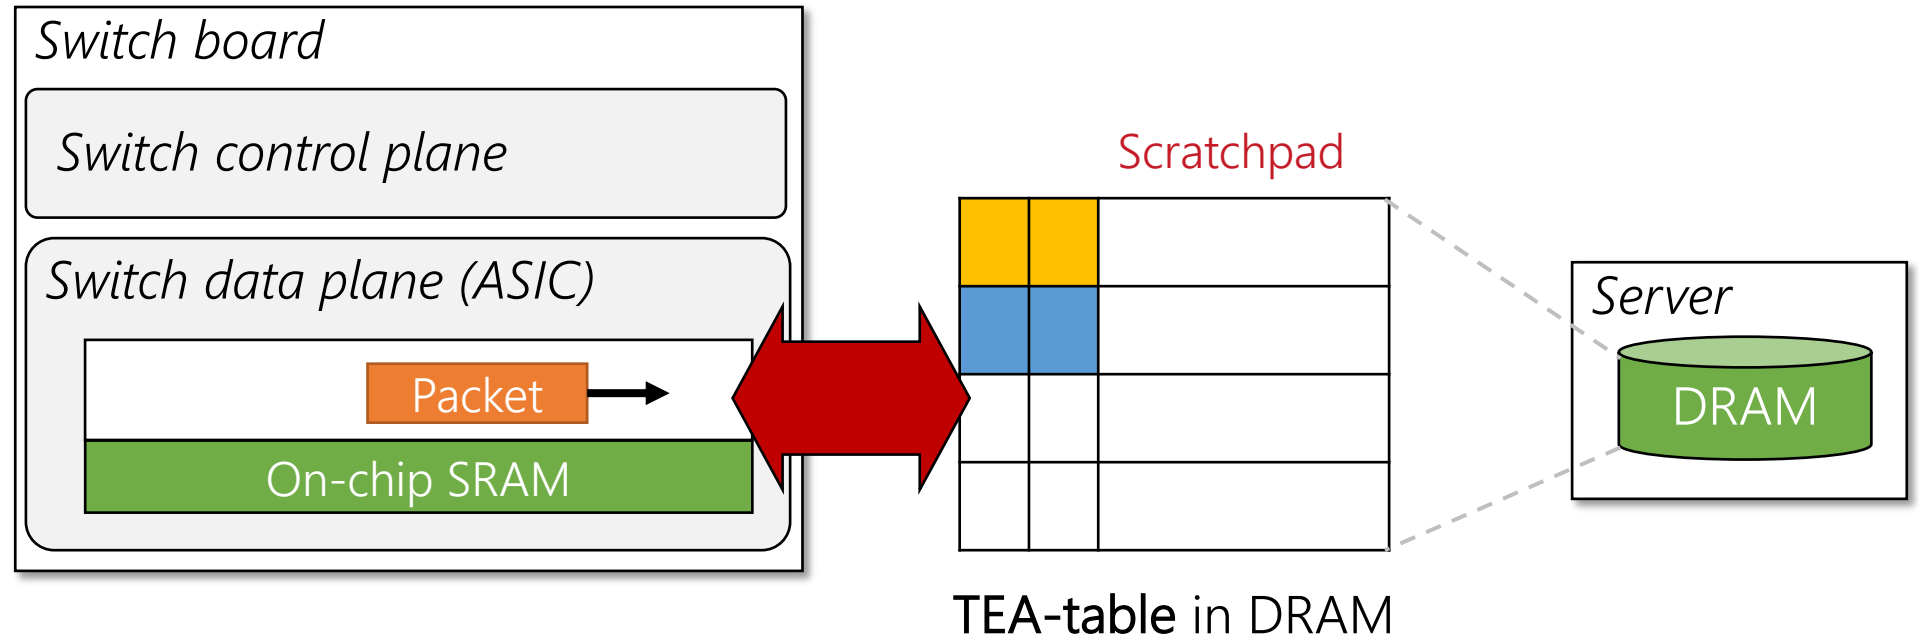 Switch board
Switch control plane
Switch data plane (ASIC)
Packet
On-chip SRAM
Scratchpad
TEA-table in DRAM
Server
DRAM